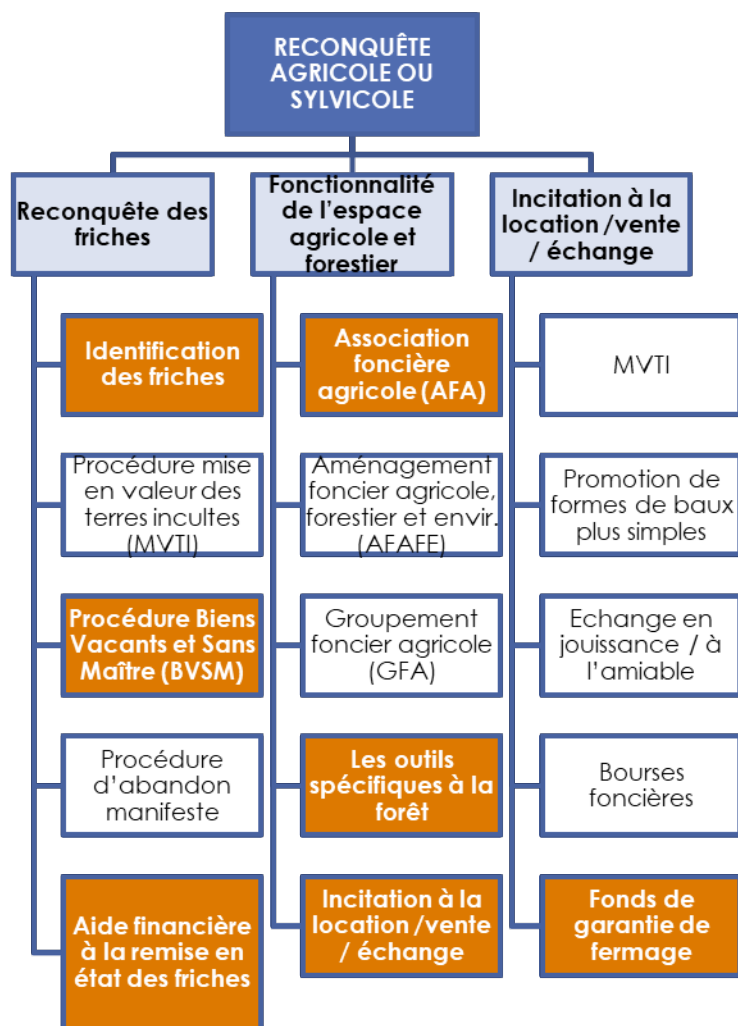 RECONQUÊTE
AGRICOLE OU
SYLVICOLE
Reconquête des
friches
Identification
des friches
Procédure mise
en valeur des
terres incultes
(MVTI)
Procédure Biens
Vacants et Sans
Maître (BVSM)
Procédure
d'abandon
manifeste
Aide financière
à la remise en
état des friches
Fonctionnalité
de l'espace
agricole et
forestier
Association
foncière
agricole (AFA)
Aménagement
foncier agricole,
forestier et envir.
(AFAFE)
Groupement
foncier agricole
(GFA)
Les outils
spécifiques à la
forêt
Incitation à la
location /vente
/ échange
Incitation à la
location /vente
/ échange
MVTI
Promotion de
formes de baux
plus simples
Echange en
jouissance / à
l'amiable
Bourses
foncières
Fonds de
garantie de
fermage